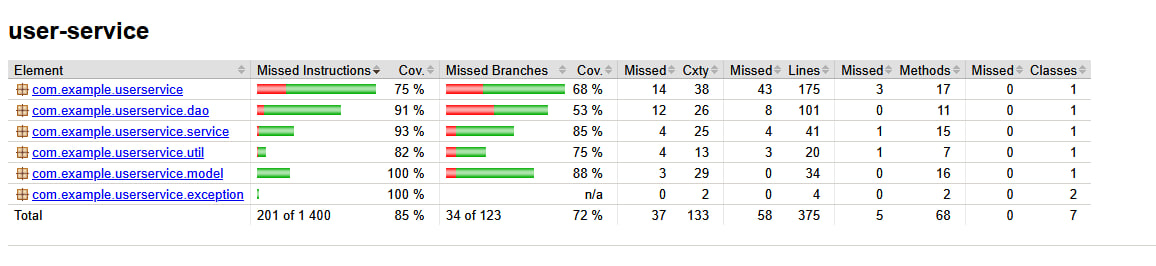 user-service
Element Missed Instructions Cov. Missed Branches Cov. Missed Cxty Missed Lines Missed Methods Missed Classes
com.example.userservice 75 % 68 % 14 38 43 175 3 17 0 1
com.example.userservice.dao 91 % 53 % 12 26 8 101 0 11 0 1
com.example.userservice.service 93 % 85 % 4 25 4 41 1 15 0 1
com.example.userservice.util 82 % 75 % 4 13 3 20 1 7 0 1
com.example.userservice.model 100 % 88 % 3 29 0 34 0 16 0 1
com.example.userservice.exception 100 % n/a 0 2 0 4 0 2 0 2
Total 201 of 1 400 85 % 34 of 123 72 % 37 133 58 375 5 68 0 7